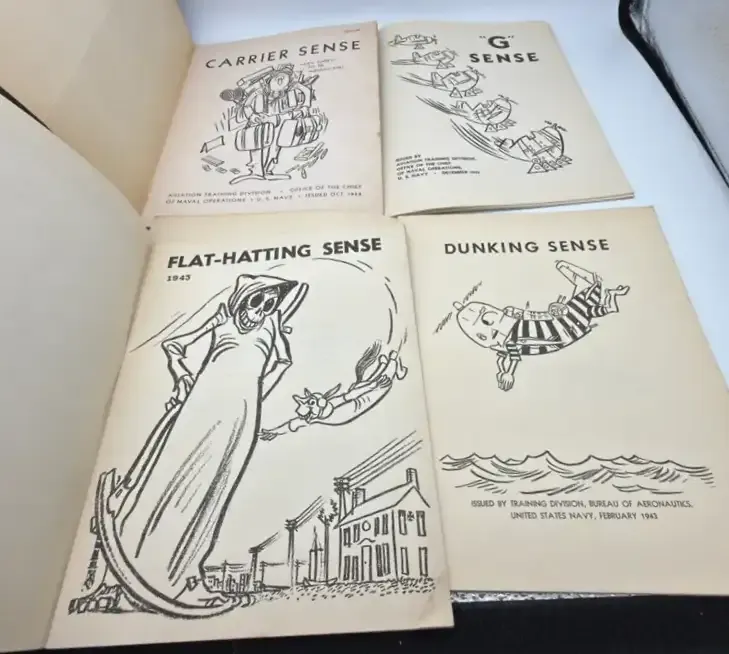 CARRIER SENSE
AVIATION TRAINING DIVISION • OFFICE OF THE CHIEF
OF NAVAL OPERATIONS • U. S. NAVY • ISSUED OCT 1944
"G"
SENSE
ISSUED BY
AVIATION TRAINING DIVISION
OFFICE OF THE CHIEF
OF NAVAL OPERATIONS
U. S. NAVY • DECEMBER
FLAT-HATTING SENSE
1943
DUNKING SENSE
ISSUED BY TRAINING DIVISION, BUREAU OF AERONAUTICS,
UNITED STATES NAVY, FEBRUARY 1943